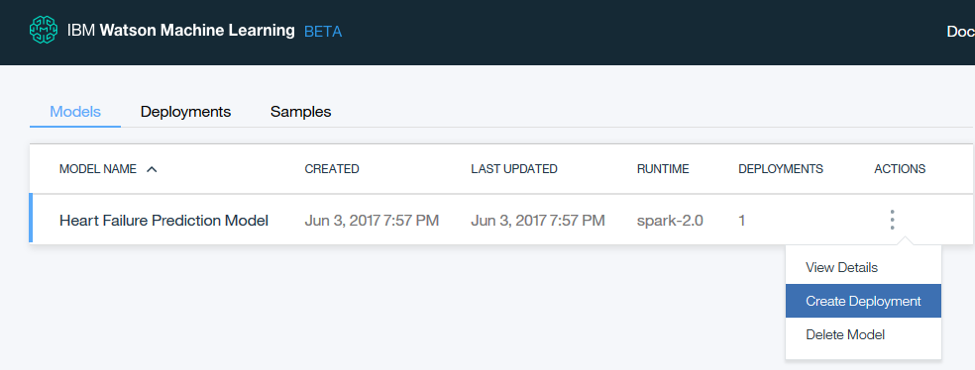 IBM Watson Machine Learning BETA Doc
Models Deployments Samples
MODEL NAME CREATED LAST UPDATED RUNTIME DEPLOYMENTS ACTIONS
Heart Failure Prediction Model Jun 3, 2017 7:57 PM Jun 3, 2017 7:57 PM spark-2.0 1
View Details
Create Deployment
Delete Model